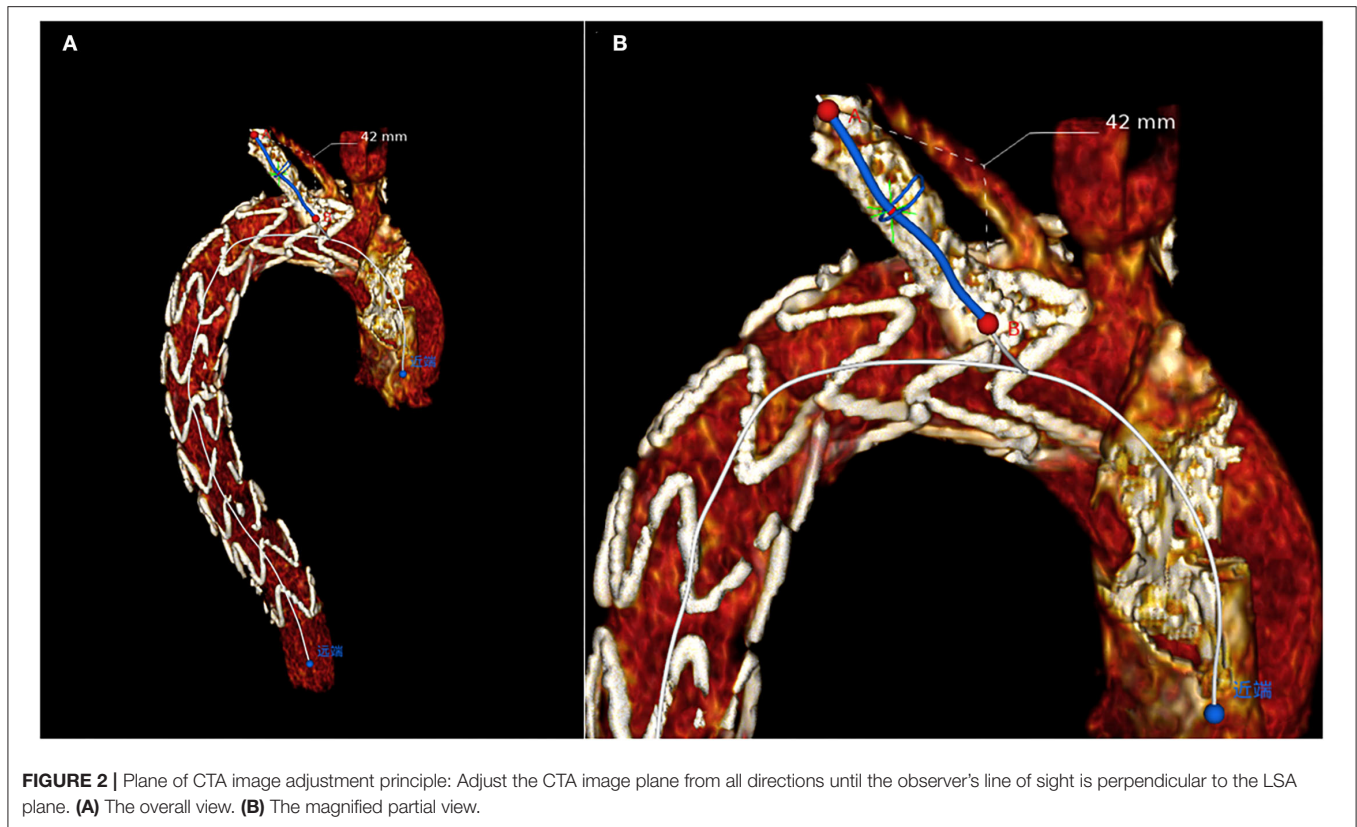 A
42 mm
B
近端
远端
B
A
42 mm
B
近端
FIGURE 2 | Plane of CTA image adjustment principle: Adjust the CTA image plane from all directions until the observer's line of sight is perpendicular to the LSA
plane. (A) The overall view. (B) The magnified partial view.